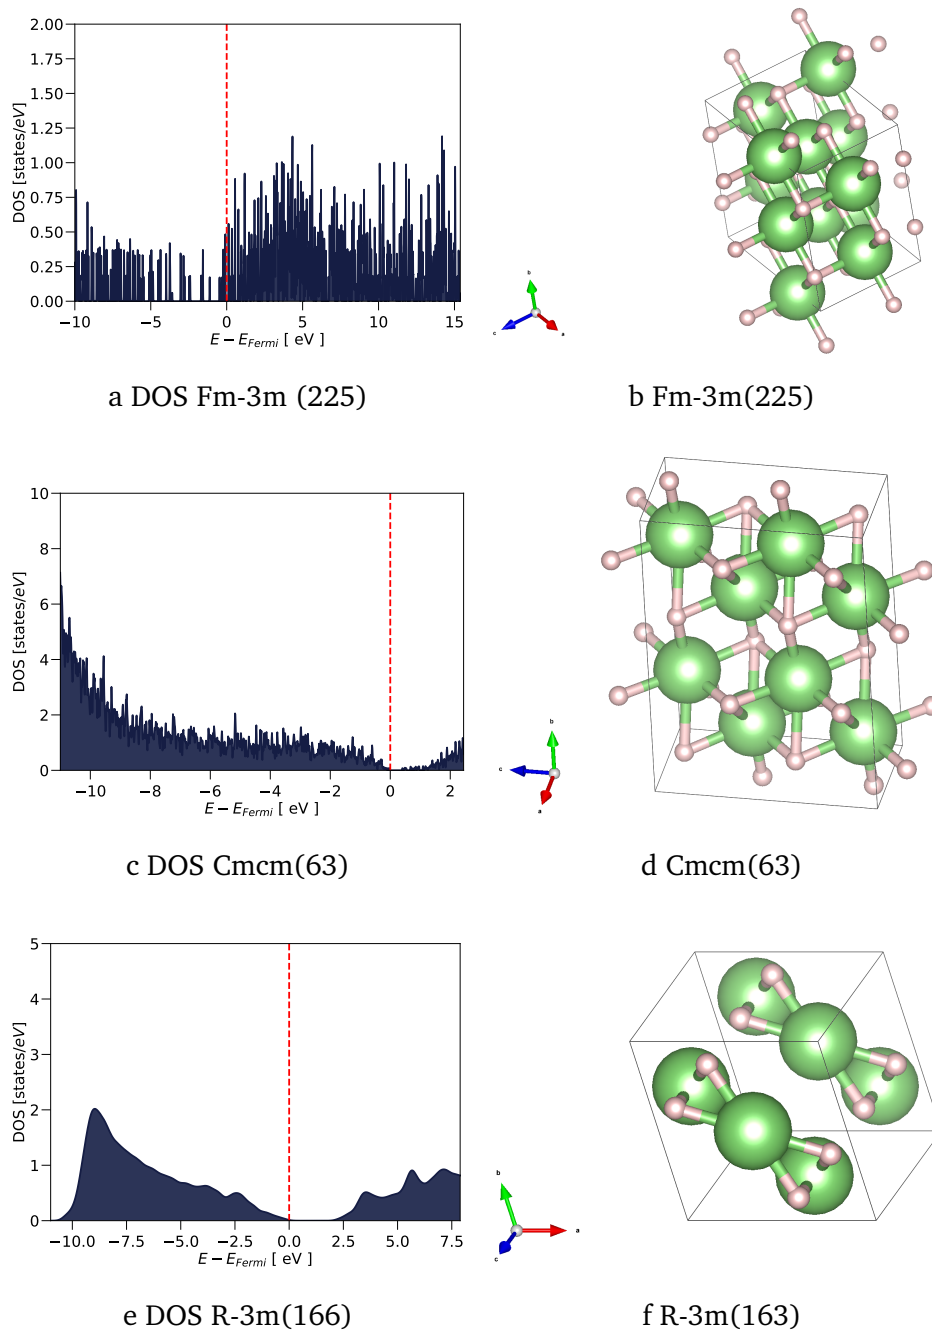 2.00
1.75
1.50
1.25
1.00
0.75
0.50
0.25
0.00
DOS [states/eV]
−10 −5 0 5 10 15
E − E_Fermi [ eV ]
b
c
a
a DOS Fm-3m (225)
b Fm-3m(225)
10
8
6
4
2
0
DOS [states/eV]
−10 −8 −6 −4 −2 0 2
E − E_Fermi [ eV ]
b
c
a
c DOS Cmcm(63)
d Cmcm(63)
5
4
3
2
1
0
DOS [states/eV]
−10.0 −7.5 −5.0 −2.5 0.0 2.5 5.0 7.5
E − E_Fermi [ eV ]
b
a
c
e DOS R-3m(166)
f R-3m(163)